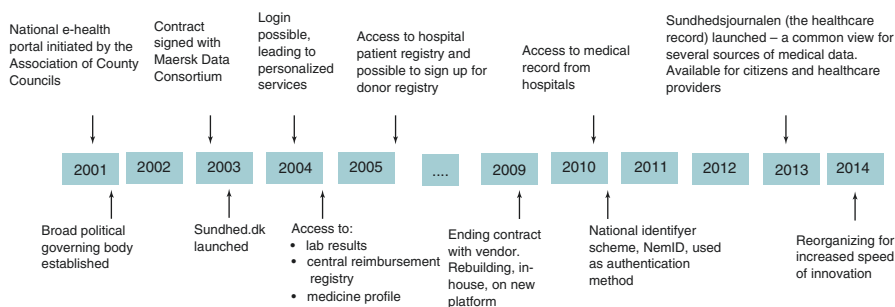 National e-health
portal initiated by the
Association of County
Councils
Contract
signed with
Maersk Data
Consortium
Login
possible,
leading to
personalized
services
Access to hospital
patient registry and
possible to sign up for
donor registry
Access to medical
record from
hospitals
Sundhedsjournalen (the healthcare
record) launched – a common view for
several sources of medical data.
Available for citizens and healthcare
providers
2001
2002
2003
2004
2005
....
2009
2010
2011
2012
2013
2014
Broad political
governing body
established
Sundhed.dk
launched
Access to:
• lab results
• central reimbursement
registry
• medicine profile
Ending contract
with vendor.
Rebuilding, in-
house, on new
platform
National identifyer
scheme, NemID, used
as authentication
method
Reorganizing for
increased speed
of innovation